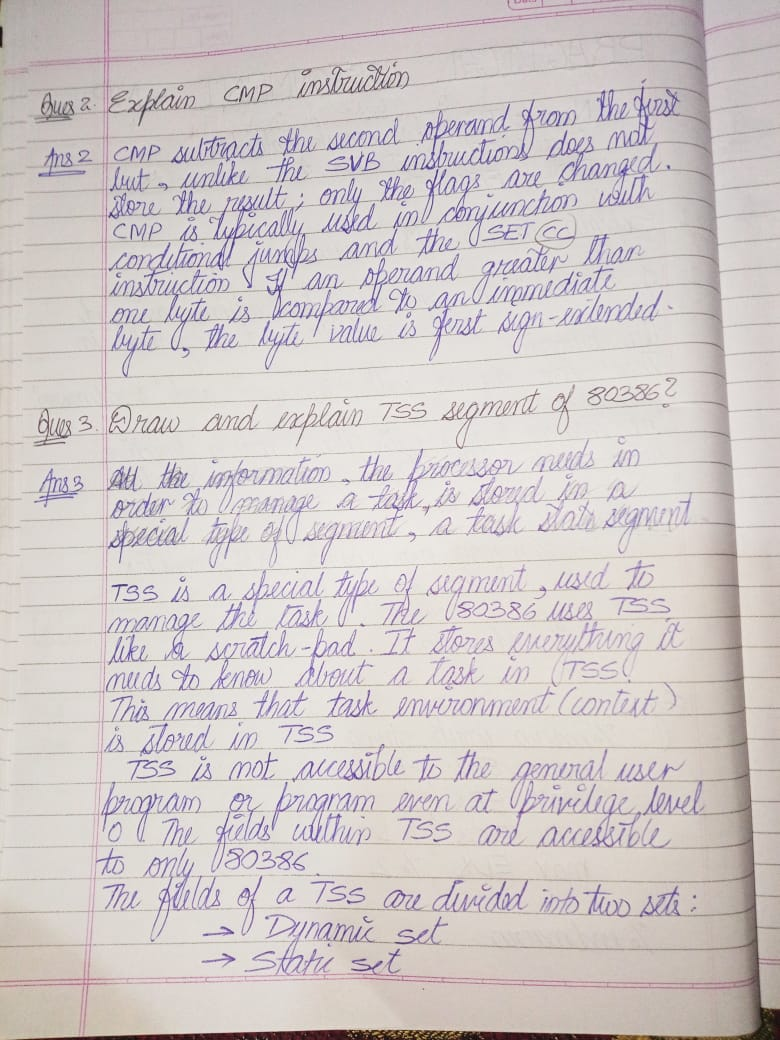 Ques 2. Explain CMP instruction
Ans 2 CMP subtracts the second operand from the first
but, unlike the SUB instructions does not
store the result; only the flags are changed.
CMP is typically used in conjunction with
conditional jumps and the SET CC
instruction. If an operand greater than
one byte is compared to an immediate
byte, the byte value is first sign-extended.
Ques 3. Draw and explain TSS segment of 80386?
Ans 3 All the information, the processor needs in
order to manage a task, is stored in a
special type of segment, a task state segment
TSS is a special type of segment, used to
manage the task. The 80386 uses TSS
like a scratch-pad. It stores everything it
needs to know about a task in TSS.
This means that task environment (context)
is stored in TSS
TSS is not accessible to the general user
program or program even at privilege level
0. The fields within TSS are accessible
to only 80386.
The fields of a TSS are divided into two sets:
→ Dynamic set
→ Static set